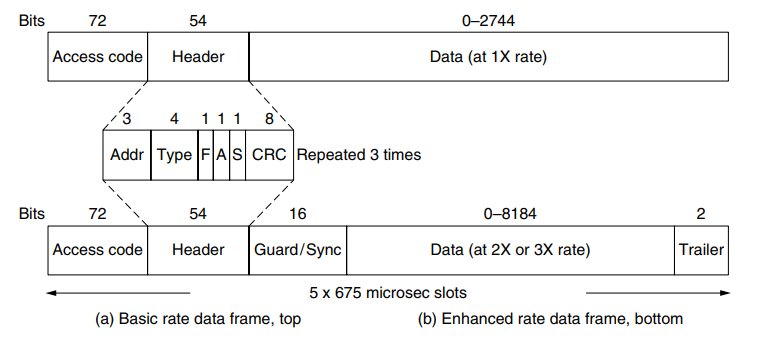 Bits 72 54 0–2744
Access code Header Data (at 1X rate)
3 4 1 1 1 8
Addr Type F A S CRC Repeated 3 times
Bits 72 54 16 0–8184 2
Access code Header Guard/Sync Data (at 2X or 3X rate) Trailer
5 x 675 microsec slots
(a) Basic rate data frame, top (b) Enhanced rate data frame, bottom